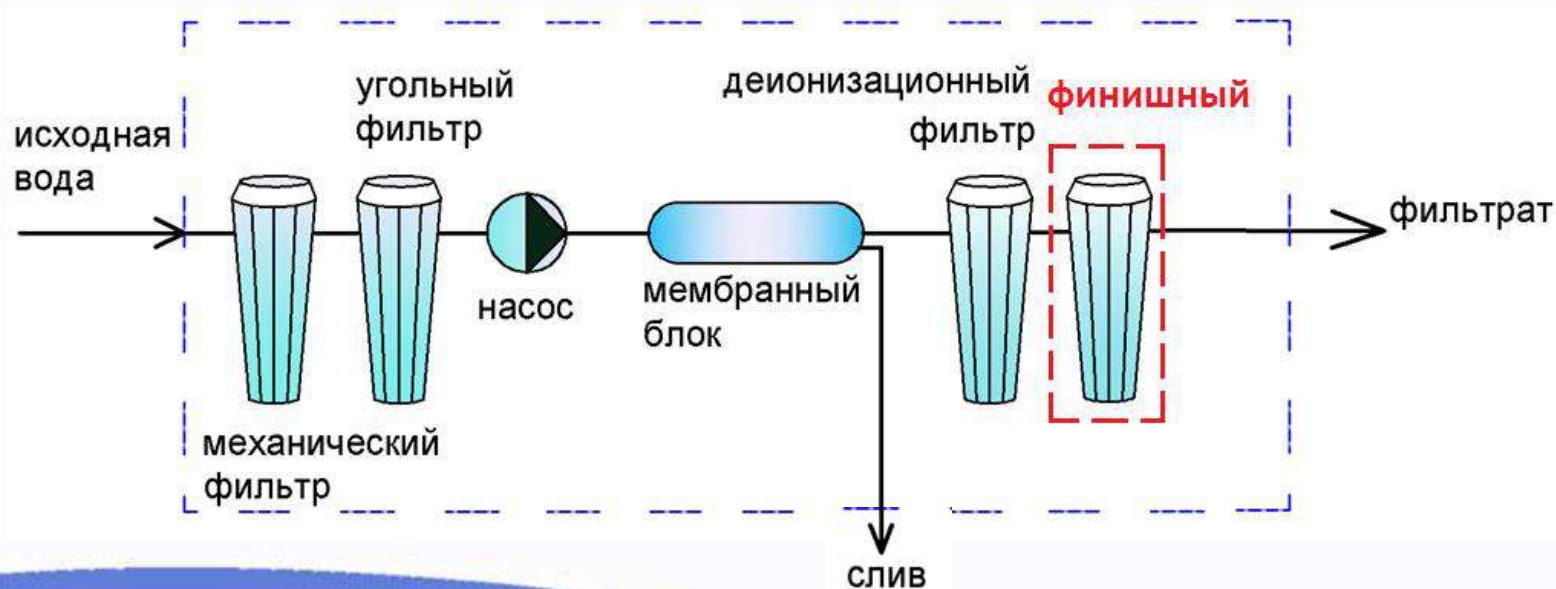 исходная
вода
угольный
фильтр
деионизационный
фильтр
финишный
фильтрат
насос
мембранный
блок
механический
фильтр
слив